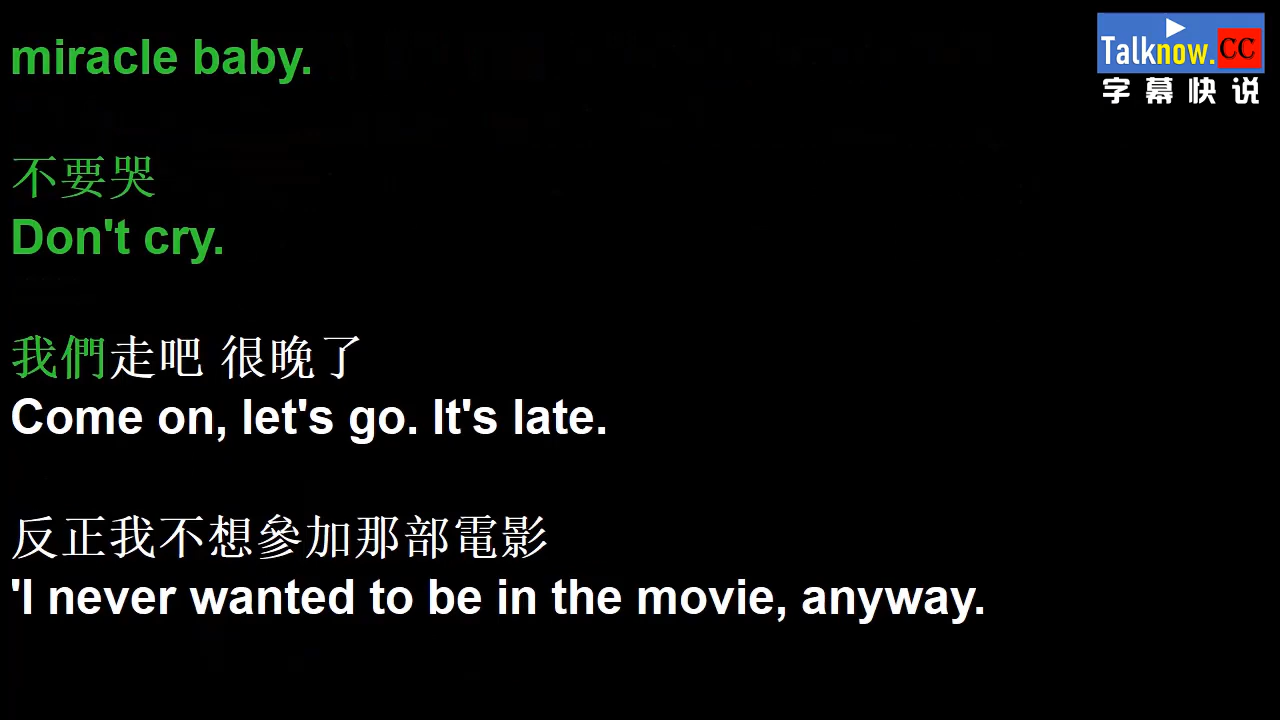 miracle baby.
Talknow.CC
字幕快说
不要哭
Don't cry.
我們走吧 很晚了
Come on, let's go. It's late.
反正我不想參加那部電影
'I never wanted to be in the movie, anyway.